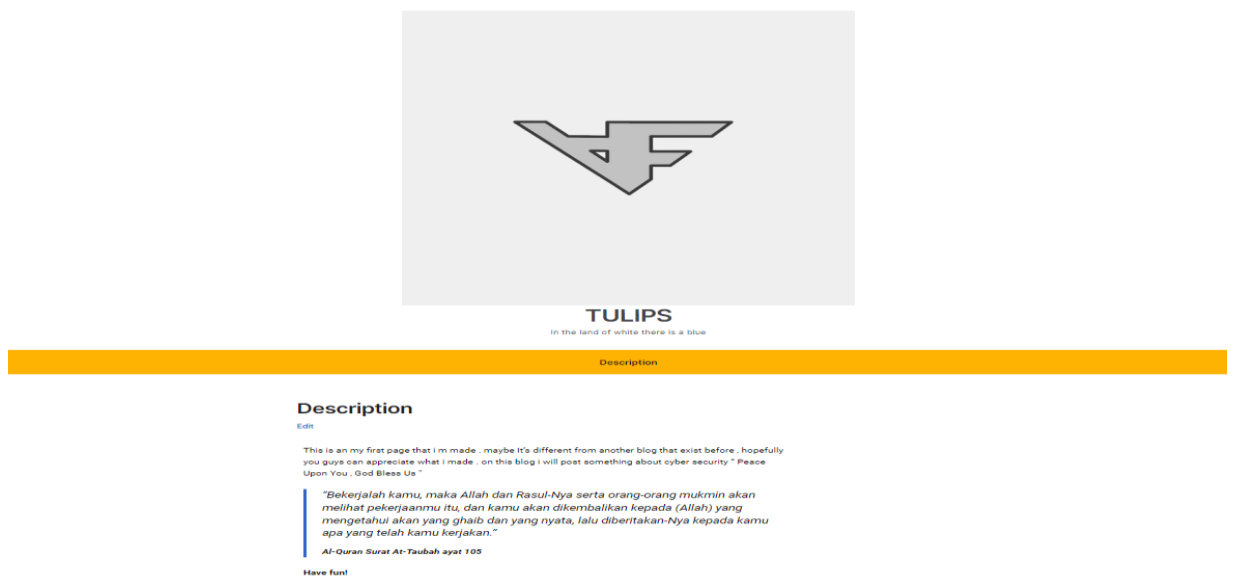 TULIPS
In the land of white there is a blue
Description
Description
Edit
This is an my first page that i m made . maybe it's different from another blog that exist before . hopefully
you guys can appreciate what i made . on this blog i will post something about cyber security " Peace
Upon You , God Bless Us "
"Bekerjalah kamu, maka Allah dan Rasul-Nya serta orang-orang mukmin akan
melihat pekerjaanmu itu, dan kamu akan dikembalikan kepada (Allah) yang
mengetahui akan yang ghaib dan yang nyata, lalu diberitakan-Nya kepada kamu
apa yang telah kamu kerjakan."
Al-Quran Surat At-Taubah ayat 105
Have fun!